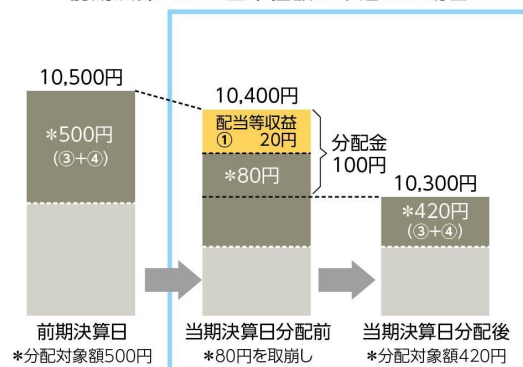 10,500円
10,400円
配当等収益
① 20円
*500円
(③+④)
分配金
100円
*80円
10,300円
*420円
(③+④)
前期決算日
当期決算日分配前
当期決算日分配後
*分配対象額500円
*80円を取崩し
*分配対象額420円